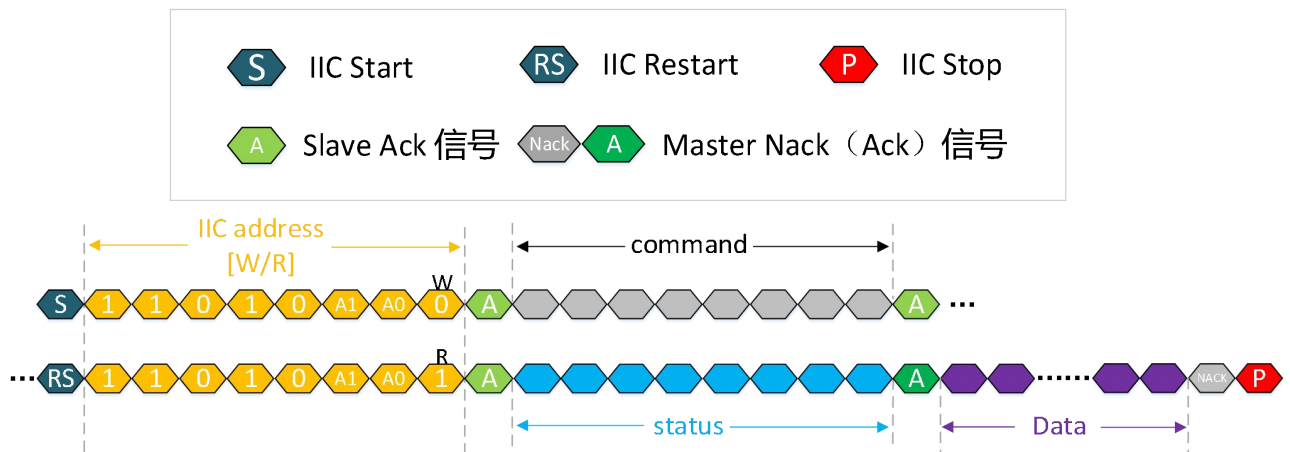 S IIC Start RS IIC Restart P IIC Stop
A Slave Ack 信号 Nack A Master Nack（Ack）信号
IIC address
[W/R]
command
W
S 1 1 0 1 0 A1 A0 0 A A ...
R
... RS 1 1 0 1 0 A1 A0 1 A A ...... NACK P
status Data